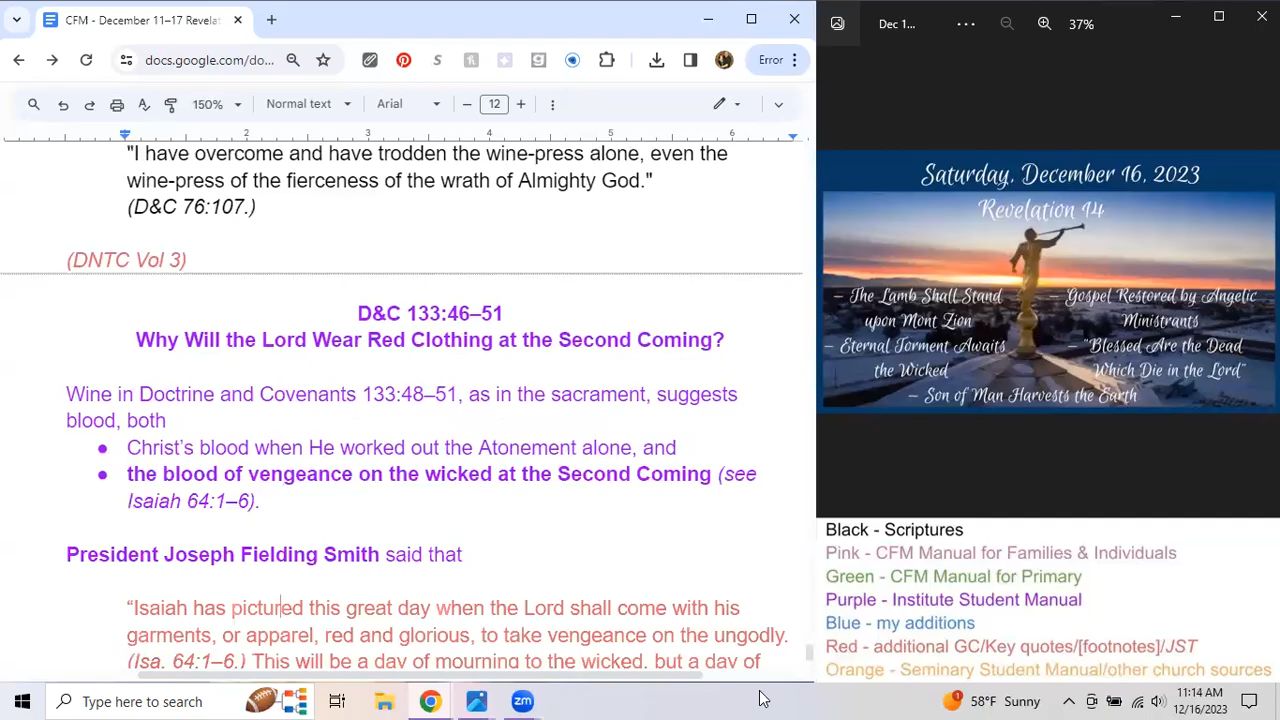 CFM - December 11–17 Revelat
docs.google.com/do...
Error
150%
Normal text
Arial
12
2
3
4
5
6
"I have overcome and have trodden the wine-press alone, even the
wine-press of the fierceness of the wrath of Almighty God."
(D&C 76:107.)
(DNTC Vol 3)
D&C 133:46–51
Why Will the Lord Wear Red Clothing at the Second Coming?
Wine in Doctrine and Covenants 133:48–51, as in the sacrament, suggests
blood, both
● Christ's blood when He worked out the Atonement alone, and
● the blood of vengeance on the wicked at the Second Coming (see
Isaiah 64:1–6).
President Joseph Fielding Smith said that
“Isaiah has pictured this great day when the Lord shall come with his
garments, or apparel, red and glorious, to take vengeance on the ungodly.
(Isa. 64:1–6.) This will be a day of mourning to the wicked, but a day of
Dec 1...
37%
Saturday, December 16, 2023
Revelation 14
– The Lamb Shall Stand
upon Mont Zion
– Eternal Torment Awaits
the Wicked
– Gospel Restored by Angelic
Ministrants
– "Blessed Are the Dead
Which Die in the Lord"
– Son of Man Harvests the Earth
Black - Scriptures
Pink - CFM Manual for Families & Individuals
Green - CFM Manual for Primary
Purple - Institute Student Manual
Blue - my additions
Red - additional GC/Key quotes/[footnotes]/JST
Orange - Seminary Student Manual/other church sources
Type here to search
zm
1
58°F Sunny
11:14 AM
12/16/2023